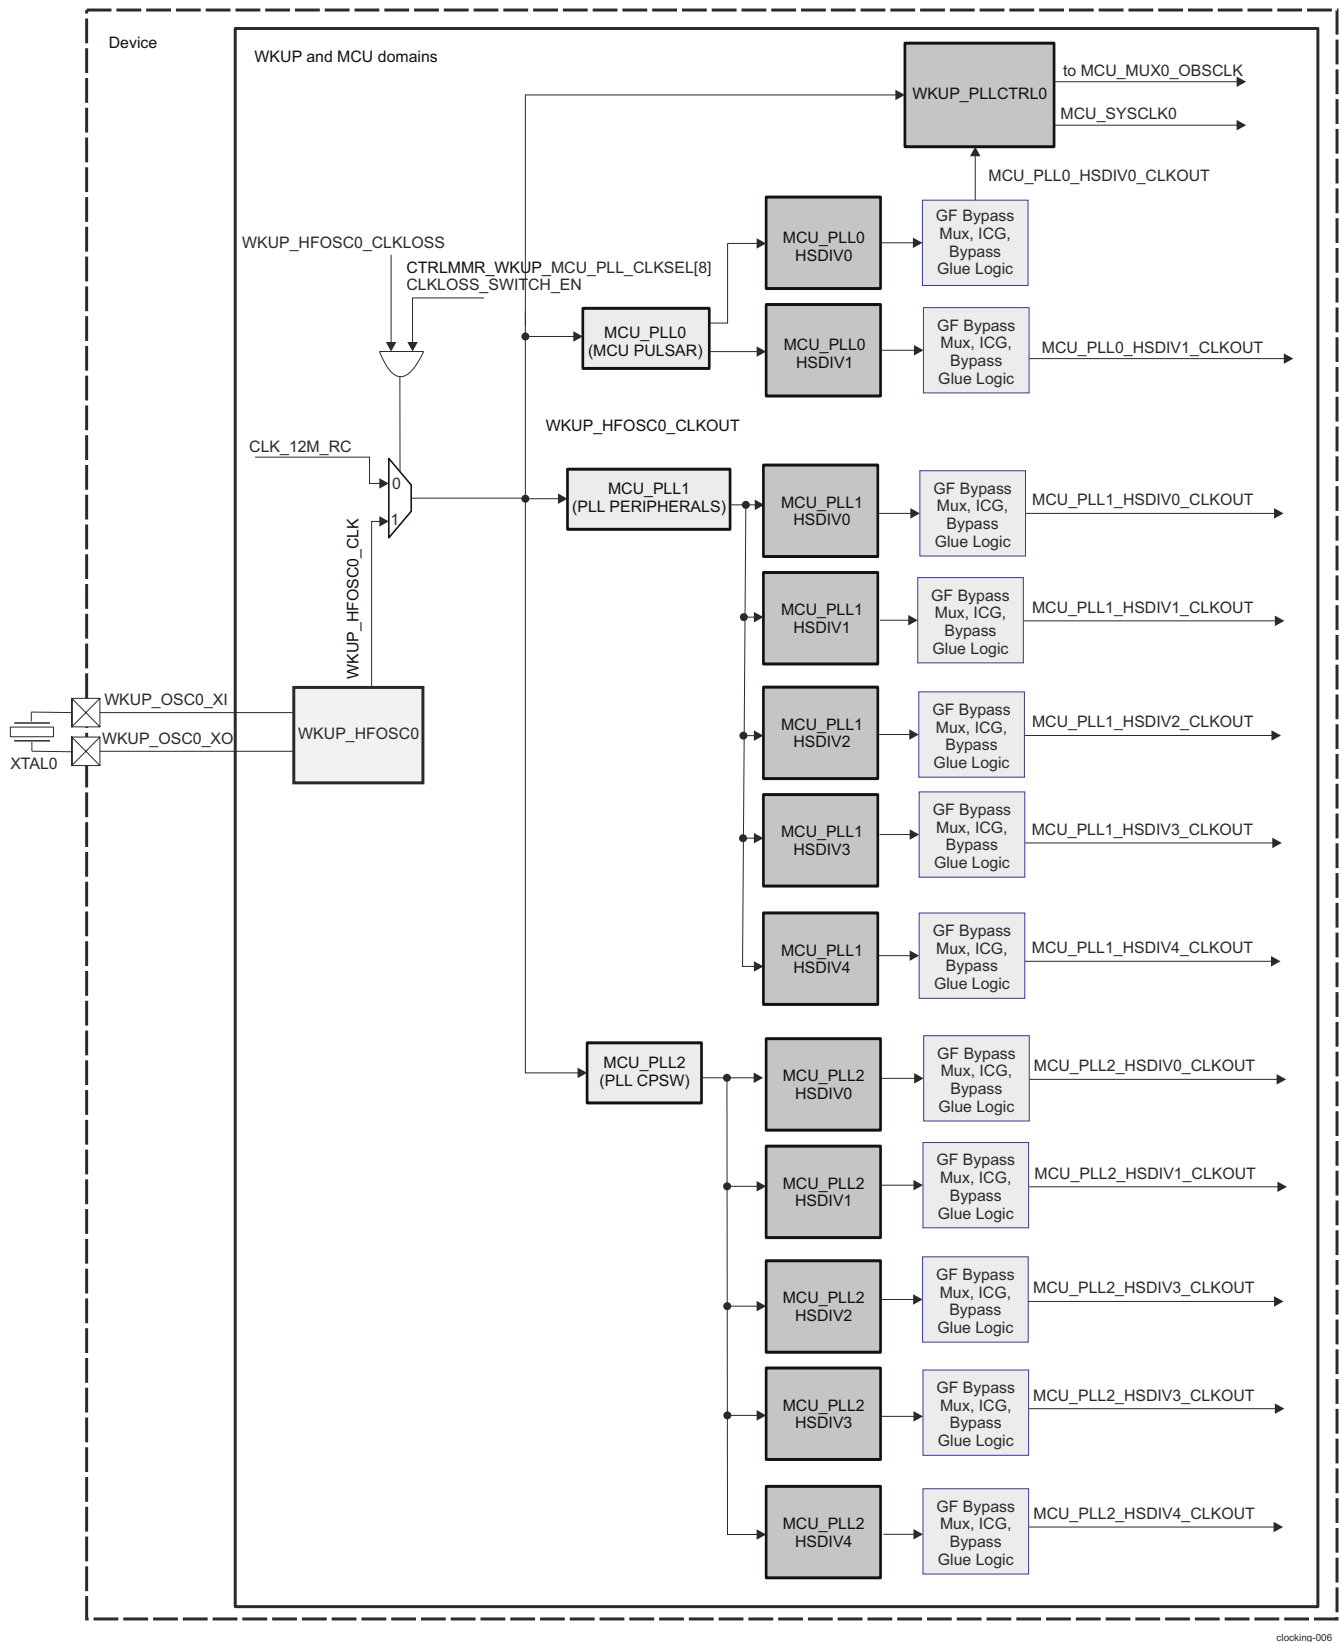 Device
WKUP and MCU domains
WKUP_PLLCTRL0
to MCU_MUX0_OBSCLK
MCU_SYSCLK0
MCU_PLL0_HSDIV0_CLKOUT
WKUP_HFOSC0_CLKLOSS
CTRLMMR_WKUP_MCU_PLL_CLKSEL[8]
CLKLOSS_SWITCH_EN
MCU_PLL0
HSDIV0
GF Bypass
Mux, ICG,
Bypass
Glue Logic
MCU_PLL0
(MCU PULSAR)
MCU_PLL0
HSDIV1
GF Bypass
Mux, ICG,
Bypass
Glue Logic
MCU_PLL0_HSDIV1_CLKOUT
WKUP_HFOSC0_CLKOUT
CLK_12M_RC
0
1
WKUP_HFOSC0_CLK
MCU_PLL1
(PLL PERIPHERALS)
MCU_PLL1
HSDIV0
GF Bypass
Mux, ICG,
Bypass
Glue Logic
MCU_PLL1_HSDIV0_CLKOUT
MCU_PLL1
HSDIV1
GF Bypass
Mux, ICG,
Bypass
Glue Logic
MCU_PLL1_HSDIV1_CLKOUT
WKUP_OSC0_XI
WKUP_OSC0_XO
XTAL0
WKUP_HFOSC0
MCU_PLL1
HSDIV2
GF Bypass
Mux, ICG,
Bypass
Glue Logic
MCU_PLL1_HSDIV2_CLKOUT
MCU_PLL1
HSDIV3
GF Bypass
Mux, ICG,
Bypass
Glue Logic
MCU_PLL1_HSDIV3_CLKOUT
MCU_PLL1
HSDIV4
GF Bypass
Mux, ICG,
Bypass
Glue Logic
MCU_PLL1_HSDIV4_CLKOUT
MCU_PLL2
(PLL CPSW)
MCU_PLL2
HSDIV0
GF Bypass
Mux, ICG,
Bypass
Glue Logic
MCU_PLL2_HSDIV0_CLKOUT
MCU_PLL2
HSDIV1
GF Bypass
Mux, ICG,
Bypass
Glue Logic
MCU_PLL2_HSDIV1_CLKOUT
MCU_PLL2
HSDIV2
GF Bypass
Mux, ICG,
Bypass
Glue Logic
MCU_PLL2_HSDIV3_CLKOUT
MCU_PLL2
HSDIV3
GF Bypass
Mux, ICG,
Bypass
Glue Logic
MCU_PLL2_HSDIV3_CLKOUT
MCU_PLL2
HSDIV4
GF Bypass
Mux, ICG,
Bypass
Glue Logic
MCU_PLL2_HSDIV4_CLKOUT
clocking-006